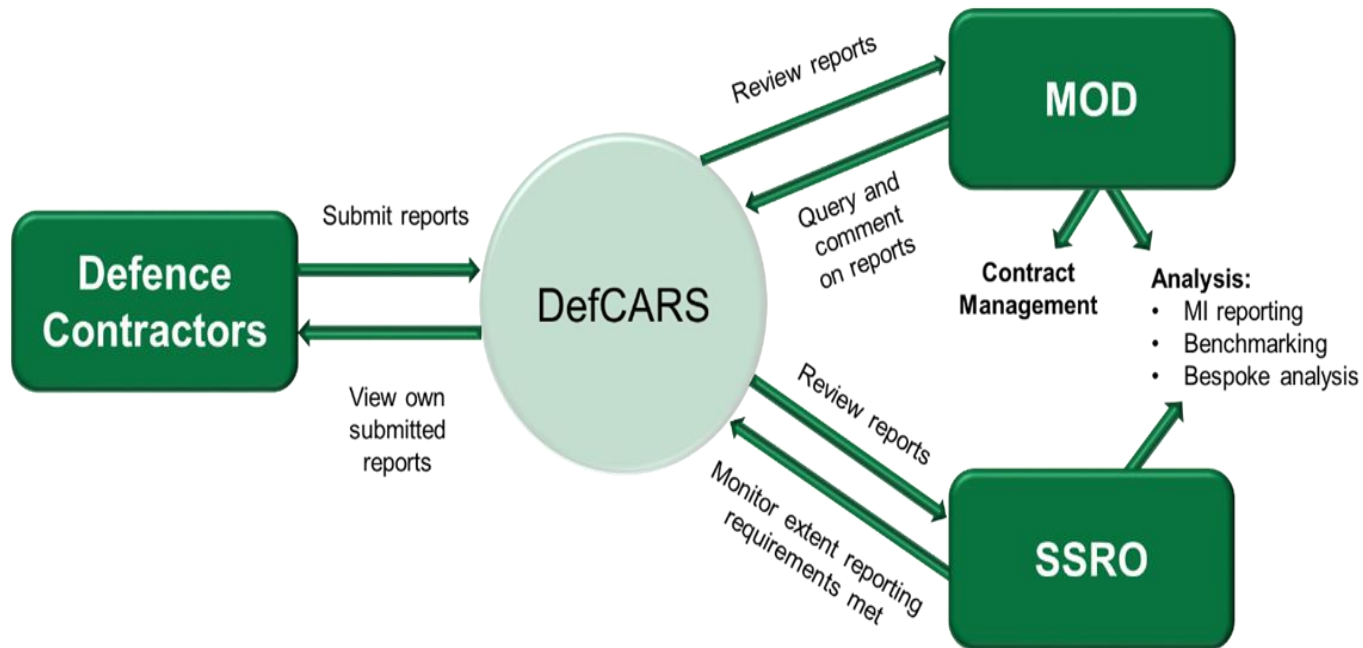 Defence
Contractors
Submit reports
View own
submitted
reports
DefCARS
Review reports
Query and
comment
on reports
MOD
Contract
Management
Analysis:
• MI reporting
• Benchmarking
• Bespoke analysis
Review reports
Monitor extent reporting
requirements met
SSRO